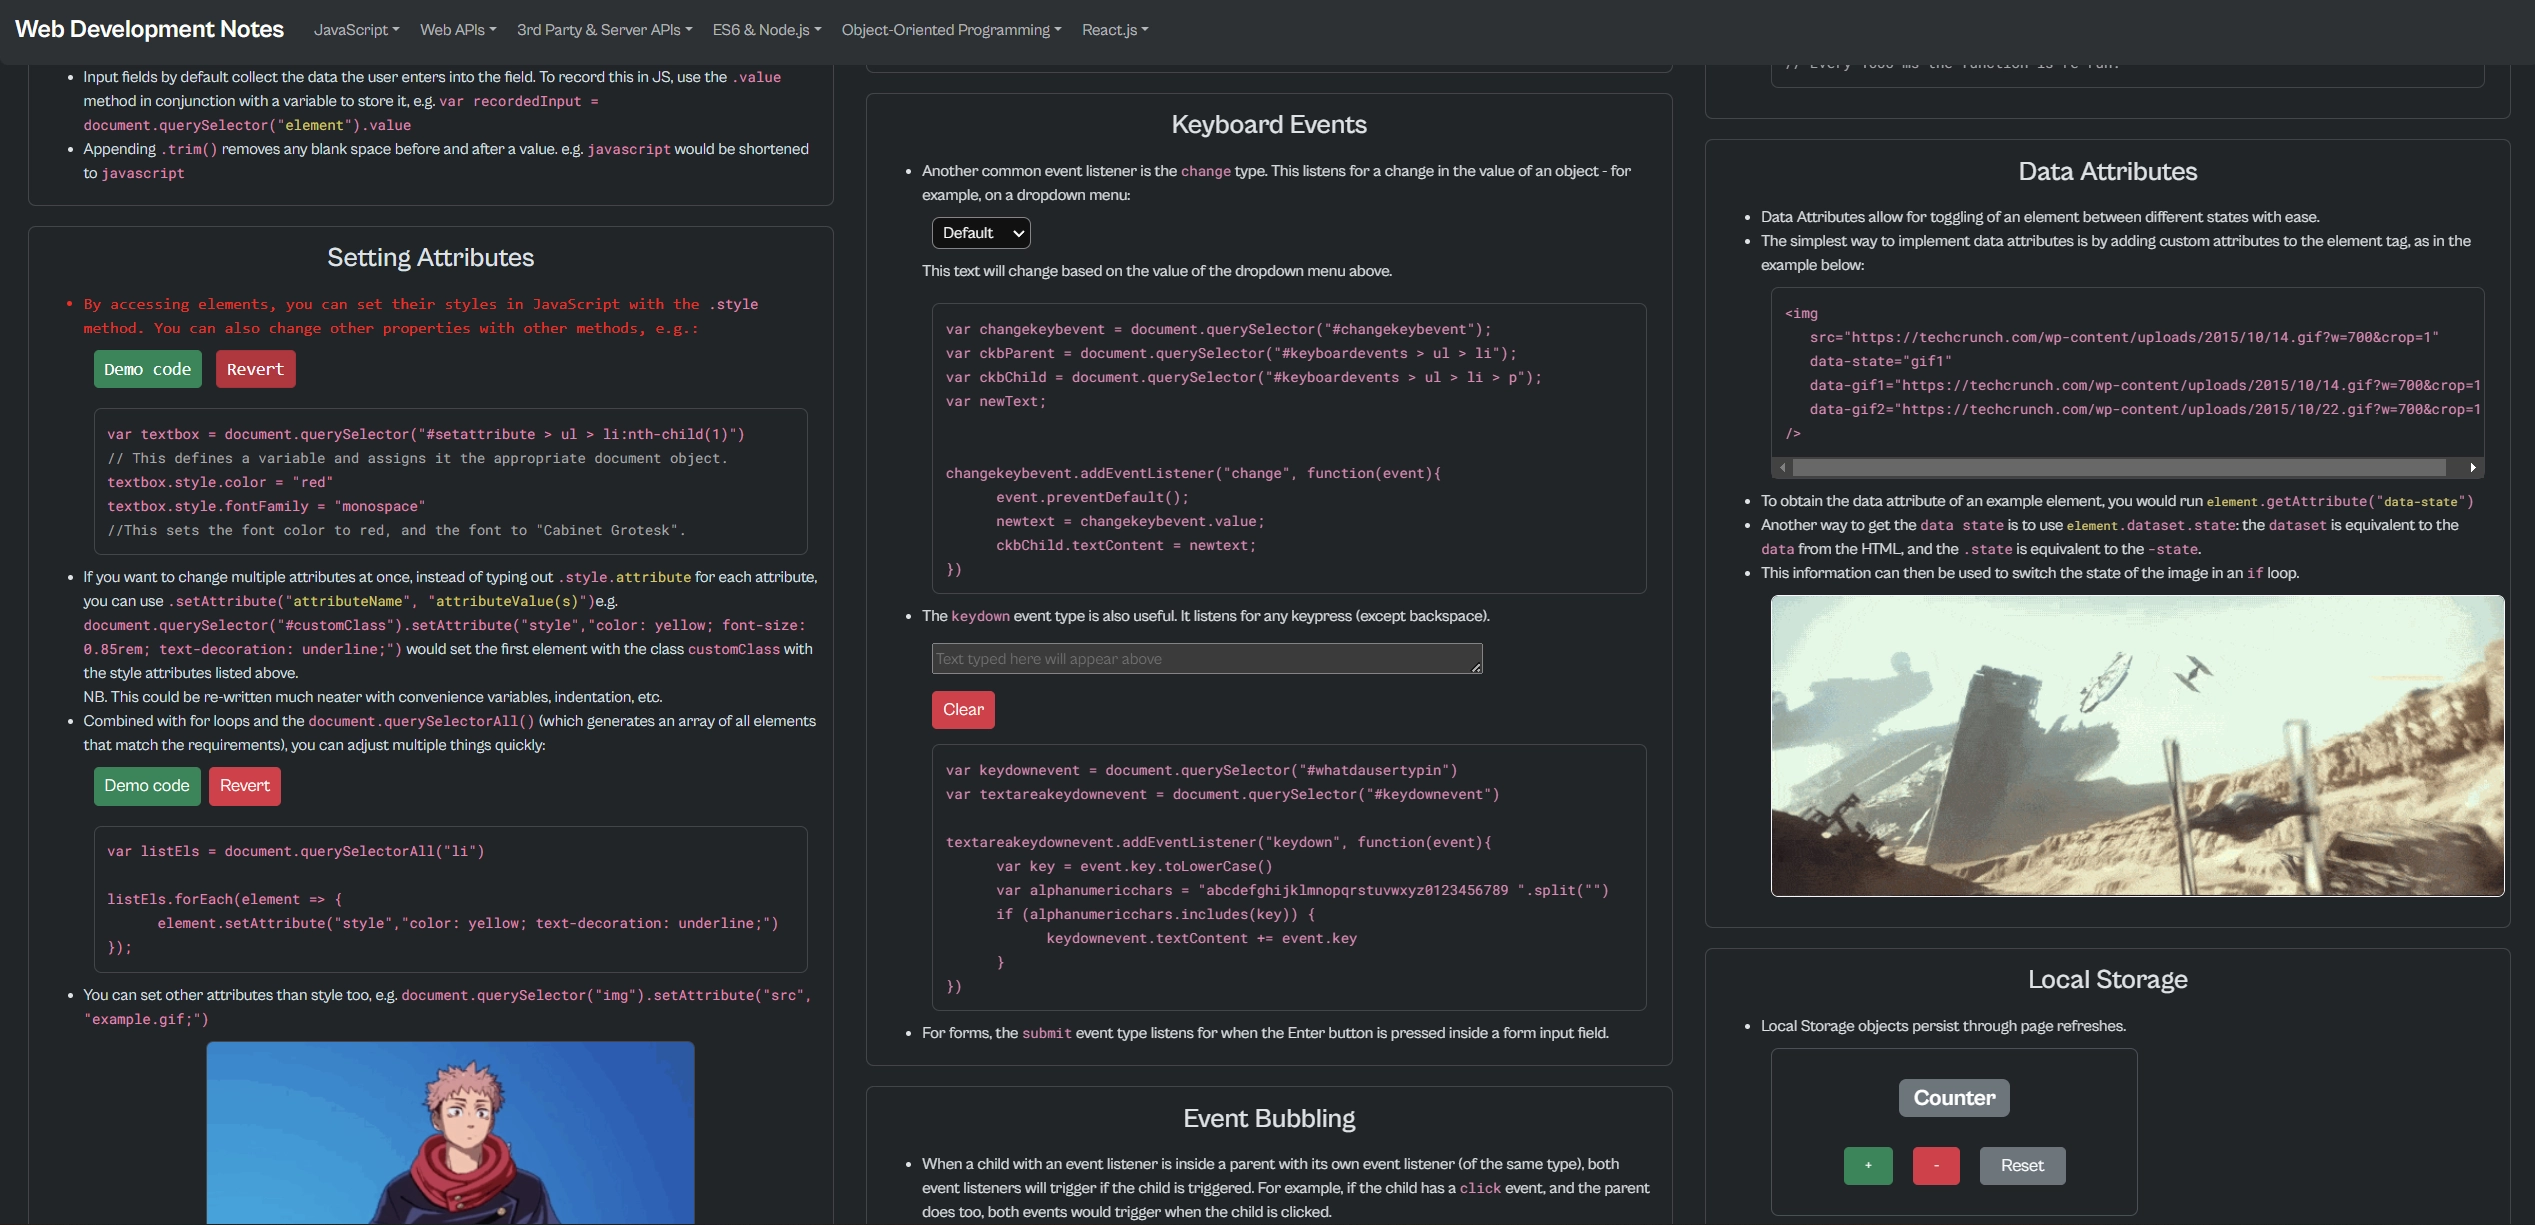 Web Development Notes
JavaScript
Web APIs
3rd Party & Server APIs
ES6 & Node.js
Object-Oriented Programming
React.js
Input fields by default collect the data the user enters into the field. To record this in JS, use the .value
method in conjunction with a variable to store it, e.g. var recordedInput =
document.querySelector("element").value
Appending .trim() removes any blank space before and after a value. e.g. javascript would be shortened
to javascript
Setting Attributes
By accessing elements, you can set their styles in JavaScript with the .style
method. You can also change other properties with other methods, e.g.:
Demo code
Revert
var textbox = document.querySelector("#setattribute > ul > li:nth-child(1)")
// This defines a variable and assigns it the appropriate document object.
textbox.style.color = "red"
textbox.style.fontFamily = "monospace"
//This sets the font color to red, and the font to "Cabinet Grotesk".
If you want to change multiple attributes at once, instead of typing out .style.attribute for each attribute,
you can use .setAttribute("attributeName", "attributeValue(s)")e.g.
document.querySelector("#customClass").setAttribute("style","color: yellow; font-size:
0.85rem; text-decoration: underline;") would set the first element with the class customClass with
the style attributes listed above.
NB. This could be re-written much neater with convenience variables, indentation, etc.
Combined with for loops and the document.querySelectorAll() (which generates an array of all elements
that match the requirements), you can adjust multiple things quickly:
Demo code
Revert
var listEls = document.querySelectorAll("li")
listEls.forEach(element => {
element.setAttribute("style","color: yellow; text-decoration: underline;")
});
You can set other attributes than style too, e.g. document.querySelector("img").setAttribute("src",
"example.gif;")
Keyboard Events
Another common event listener is the change type. This listens for a change in the value of an object - for
example, on a dropdown menu:
Default
This text will change based on the value of the dropdown menu above.
var changekeybevent = document.querySelector("#changekeybevent");
var ckbParent = document.querySelector("#keyboardevents > ul > li");
var ckbChild = document.querySelector("#keyboardevents > ul > li > p");
var newText;
changekeybevent.addEventListener("change", function(event){
event.preventDefault();
newtext = changekeybevent.value;
ckbChild.textContent = newtext;
})
The keydown event type is also useful. It listens for any keypress (except backspace).
Text typed here will appear above
Clear
var keydownevent = document.querySelector("#whatdausertypin")
var textareakeydownevent = document.querySelector("#keydownevent")
textareakeydownevent.addEventListener("keydown", function(event){
var key = event.key.toLowerCase()
var alphanumericchars = "abcdefghijklmnopqrstuvwxyz0123456789 ".split("")
if (alphanumericchars.includes(key)) {
keydownevent.textContent += event.key
}
})
For forms, the submit event type listens for when the Enter button is pressed inside a form input field.
Event Bubbling
When a child with an event listener is inside a parent with its own event listener (of the same type), both
event listeners will trigger if the child is triggered. For example, if the child has a click event, and the parent
does too, both events would trigger when the child is clicked.
// Every 1000 ms the function is re-run.
Data Attributes
Data Attributes allow for toggling of an element between different states with ease.
The simplest way to implement data attributes is by adding custom attributes to the element tag, as in the
example below:
<img
src="https://techcrunch.com/wp-content/uploads/2015/10/14.gif?w=700&crop=1"
data-state="gif1"
data-gif1="https://techcrunch.com/wp-content/uploads/2015/10/14.gif?w=700&crop=1
data-gif2="https://techcrunch.com/wp-content/uploads/2015/10/22.gif?w=700&crop=1
/>
To obtain the data attribute of an example element, you would run element.getAttribute("data-state")
Another way to get the data state is to use element.dataset.state: the dataset is equivalent to the
data from the HTML, and the .state is equivalent to the -state.
This information can then be used to switch the state of the image in an if loop.
Local Storage
Local Storage objects persist through page refreshes.
Counter
+
-
Reset